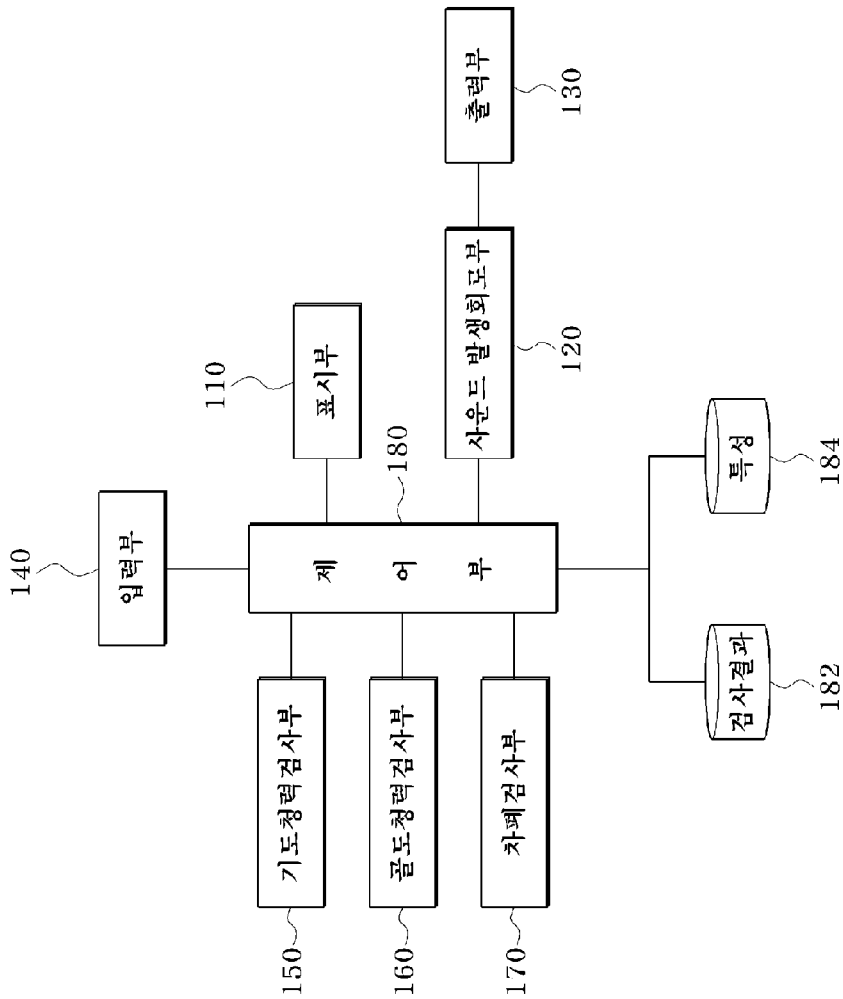 140
입력부
110
표시부
130
출력부
120
사운드 발생회로부
180
제 어 부
150
기도청력검사부
160
골도청력검사부
170
차폐검사부
182
검사결과
184
특성